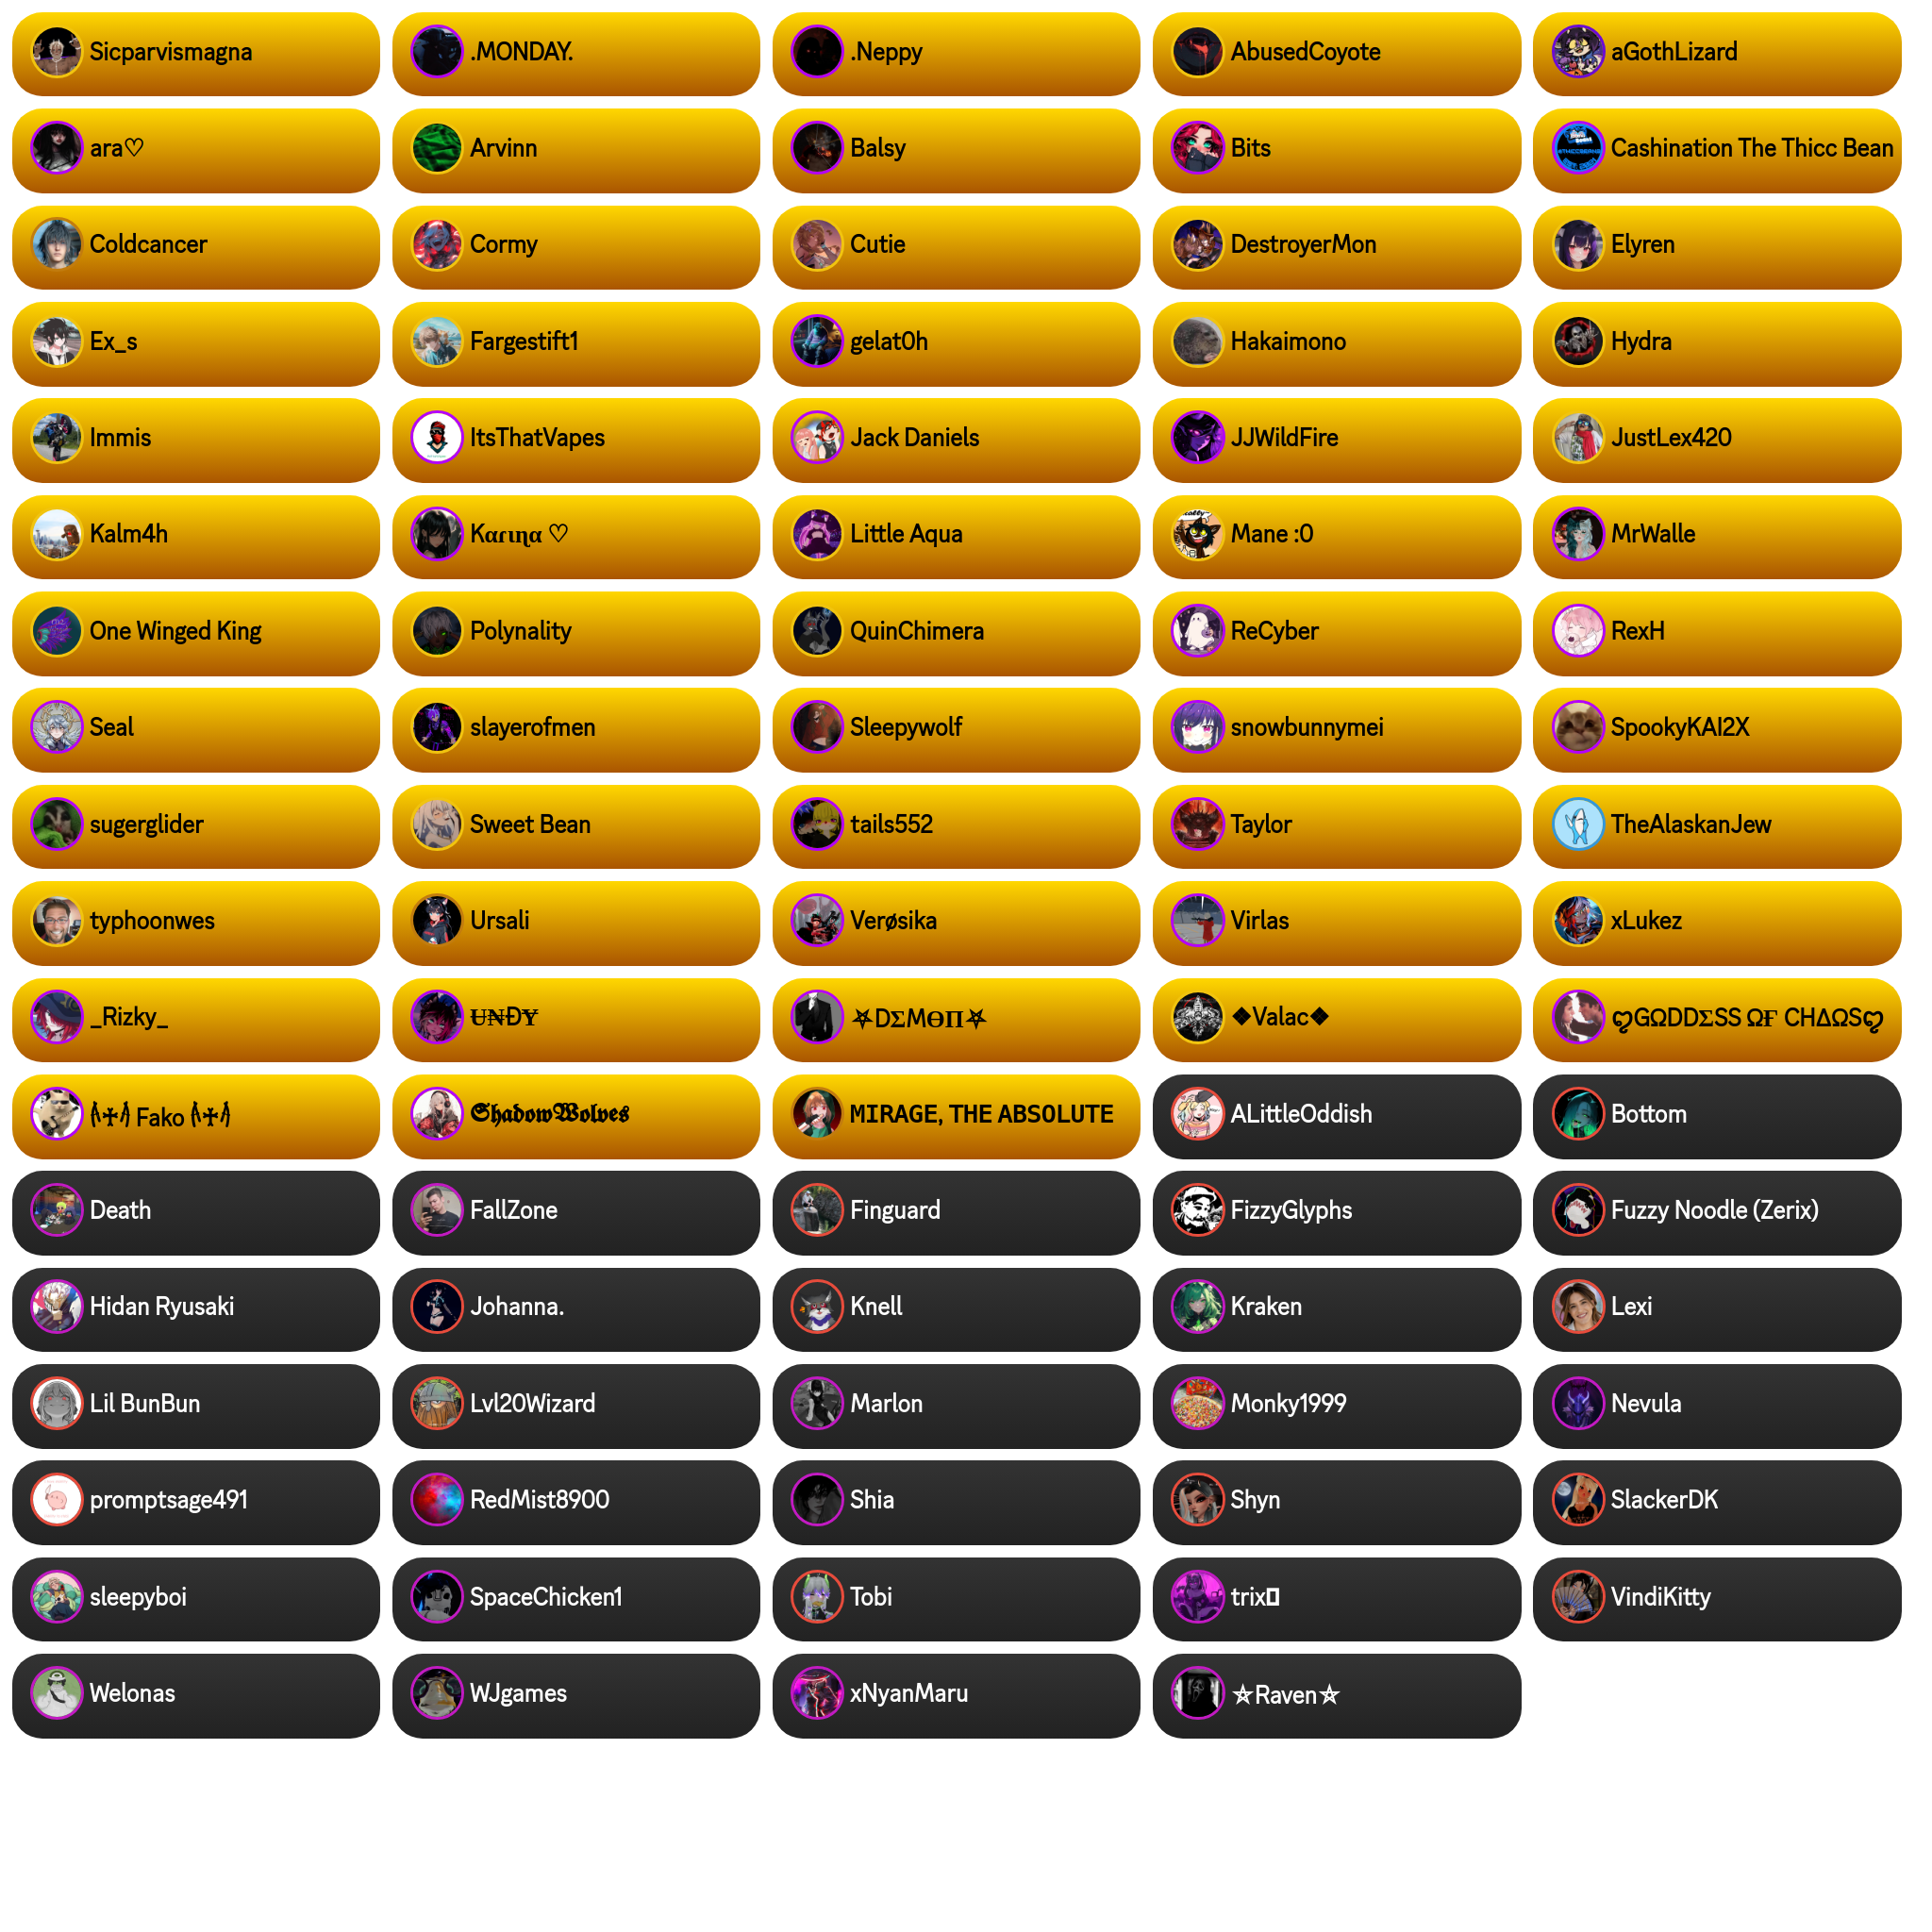 Sicparvismagna
.MONDAY.
.Neppy
AbusedCoyote
aGothLizard
ara♡
Arvinn
Balsy
Bits
Cashination The Thicc Bean
Coldcancer
Cormy
Cutie
DestroyerMon
Elyren
Ex_s
Fargestift1
gelat0h
Hakaimono
Hydra
Immis
ItsThatVapes
Jack Daniels
JJWildFire
JustLex420
Kalm4h
Kαɾιɳα ♡
Little Aqua
Mane :0
MrWalle
One Winged King
Polynality
QuinChimera
ReCyber
RexH
Seal
slayerofmen
Sleepywolf
snowbunnymei
SpookyKAI2X
sugerglider
Sweet Bean
tails552
Taylor
TheAlaskanJew
typhoonwes
Ursali
Verøsika
Virlas
xLukez
_Rizky_
U̶₦ĐɎ
⛧DΣMӨП⛧
❖Valac❖
ღGΩDDΣSS ΩҒ CHΔΩSღ
Fako
𝕾𝖍𝖆𝖉𝖔𝖜𝖂𝖔𝖑𝖛𝖊𝖘
𝗠𝗜𝗥𝗔𝗚𝗘, 𝗧𝗛𝗘 𝗔𝗕𝗦𝗢𝗟𝗨𝗧𝗘
ALittleOddish
Bottom
Death
FallZone
Finguard
FizzyGlyphs
Fuzzy Noodle (Zerix)
Hidan Ryusaki
Johanna.
Knell
Kraken
Lexi
Lil BunBun
Lvl20Wizard
Marlon
Monky1999
Nevula
promptsage491
RedMist8900
Shia
Shyn
SlackerDK
sleepyboi
SpaceChicken1
Tobi
trix
VindiKitty
Welonas
WJgames
xNyanMaru
⛤Raven⛤